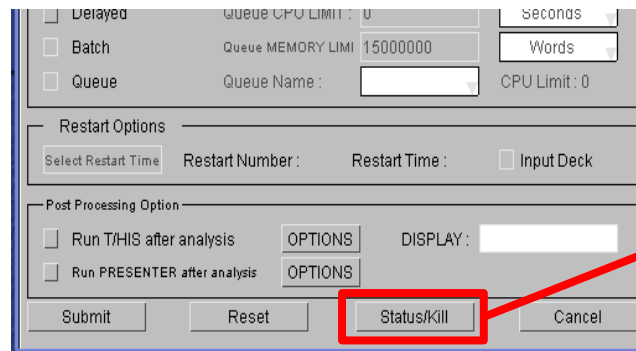 Delayed Queue CPU LIMIT : 0 Seconds
Batch Queue MEMORY LIMI 15000000 Words
Queue Queue Name : CPU Limit : 0
Restart Options
Select Restart Time Restart Number : Restart Time : Input Deck
Post Processing Option
Run T/HIS after analysis OPTIONS DISPLAY :
Run PRESENTER after analysis OPTIONS
Submit Reset Status/Kill Cancel